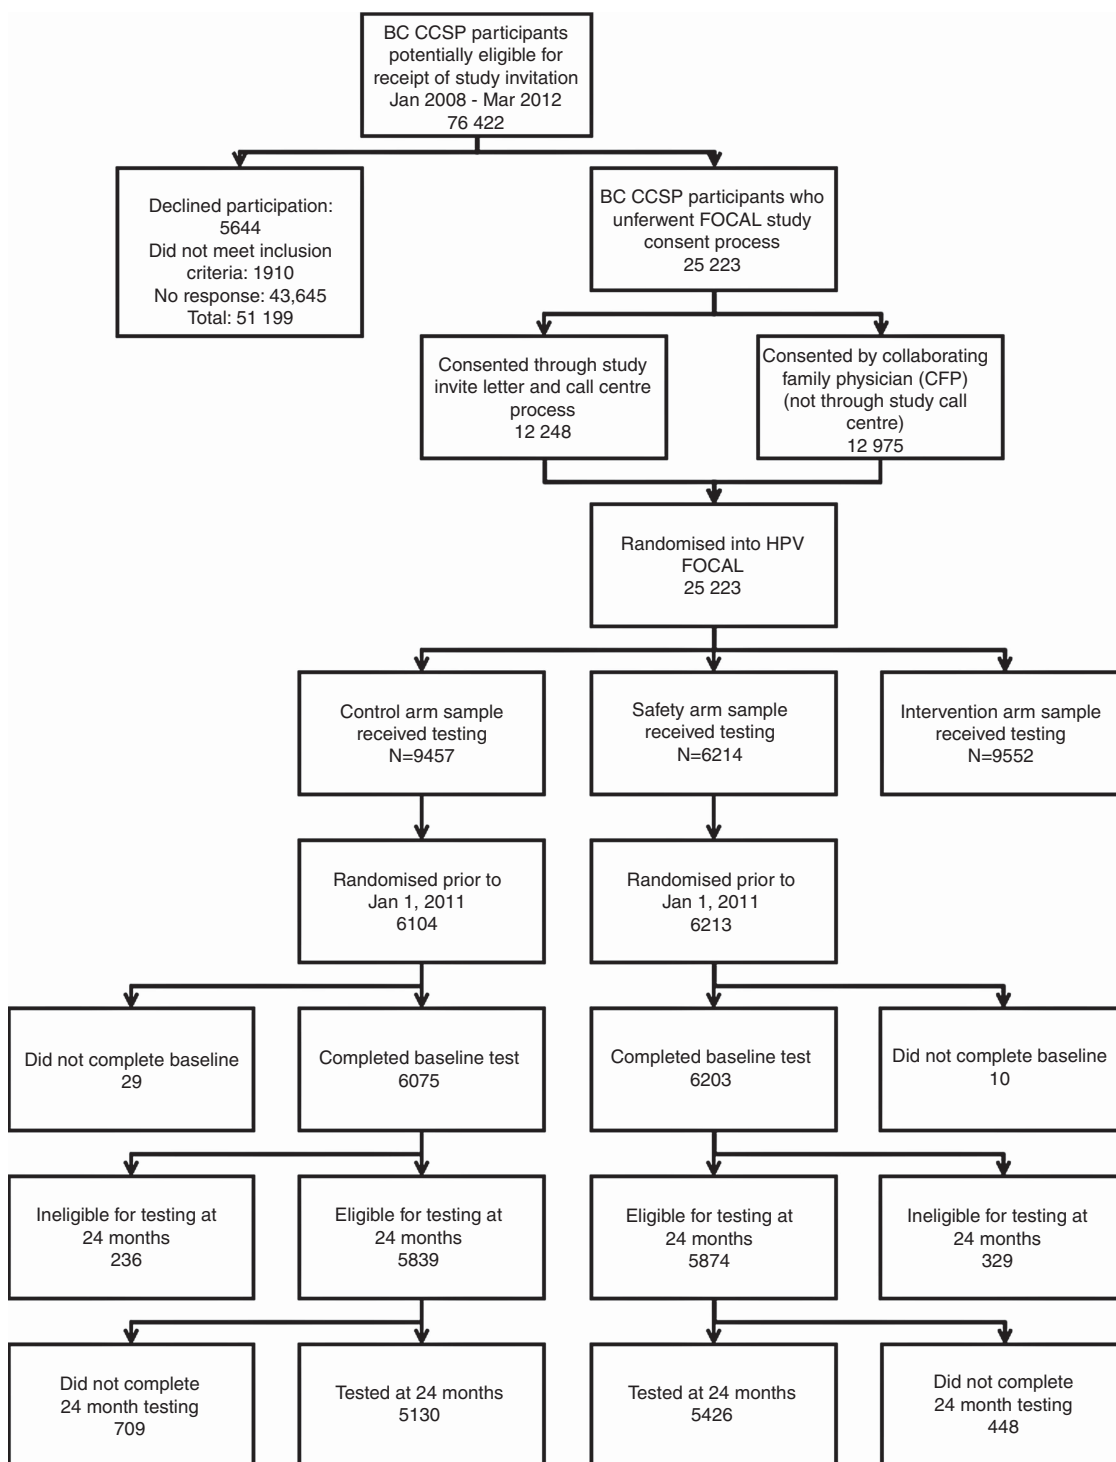 BC CCSP participants
potentially eligible for
receipt of study invitation
Jan 2008 - Mar 2012
76 422
Declined participation:
5644
Did not meet inclusion
criteria: 1910
No response: 43,645
Total: 51 199
BC CCSP participants who
unferwent FOCAL study
consent process
25 223
Consented through study
invite letter and call centre
process
12 248
Consented by collaborating
family physician (CFP)
(not through study call
centre)
12 975
Randomised into HPV
FOCAL
25 223
Control arm sample
received testing
N=9457
Safety arm sample
received testing
N=6214
Intervention arm sample
received testing
N=9552
Randomised prior to
Jan 1, 2011
6104
Randomised prior to
Jan 1, 2011
6213
Did not complete baseline
29
Completed baseline test
6075
Completed baseline test
6203
Did not complete baseline
10
Ineligible for testing at
24 months
236
Eligible for testing at
24 months
5839
Eligible for testing at
24 months
5874
Ineligible for testing at
24 months
329
Did not complete
24 month testing
709
Tested at 24 months
5130
Tested at 24 months
5426
Did not complete
24 month testing
448